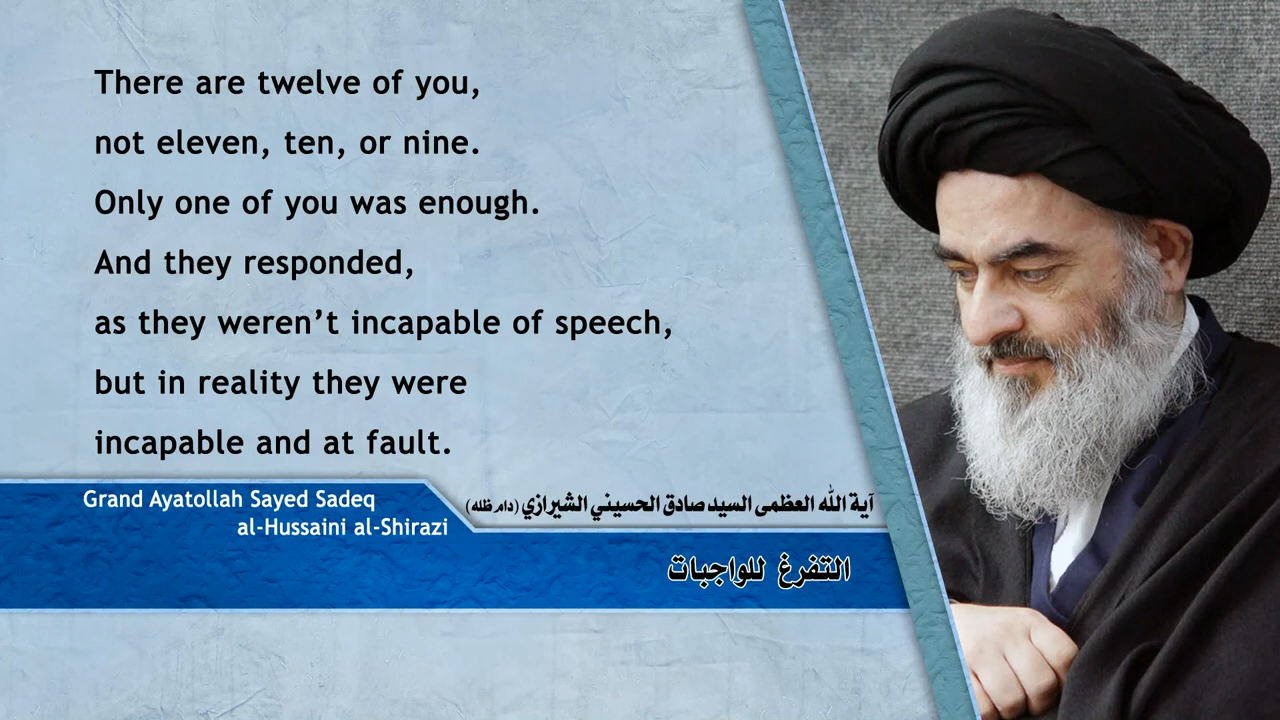 There are twelve of you,
not eleven, ten, or nine.
Only one of you was enough.
And they responded,
as they weren’t incapable of speech,
but in reality they were
incapable and at fault.
Grand Ayatollah Sayed Sadeq
al-Hussaini al-Shirazi
آية الله العظمى السيد صادق الحسيني الشيرازي (دام ظله)
التفرغ للواجبات